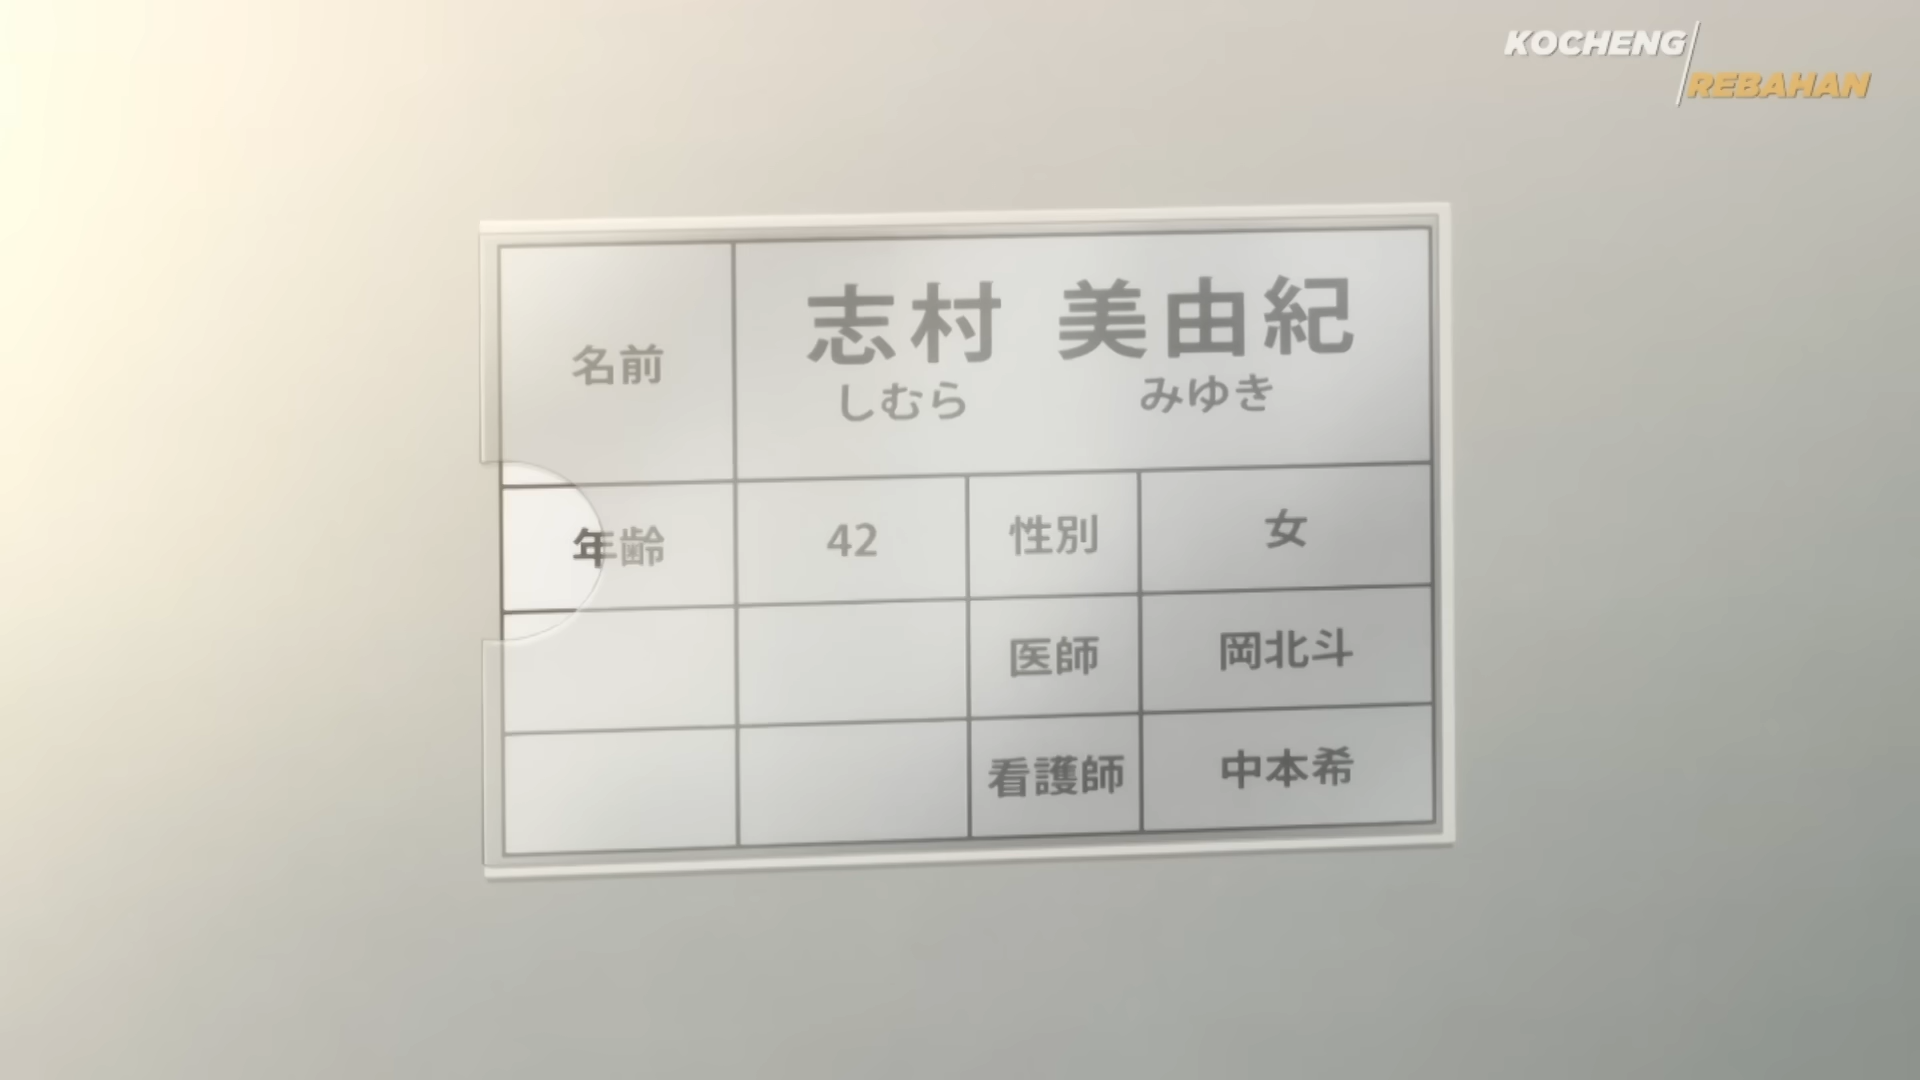 KOCHENG
REBAHAN
名前
志村 美由紀
しむら みゆき
年齢 42 性別 女
医師 岡北斗
看護師 中本希